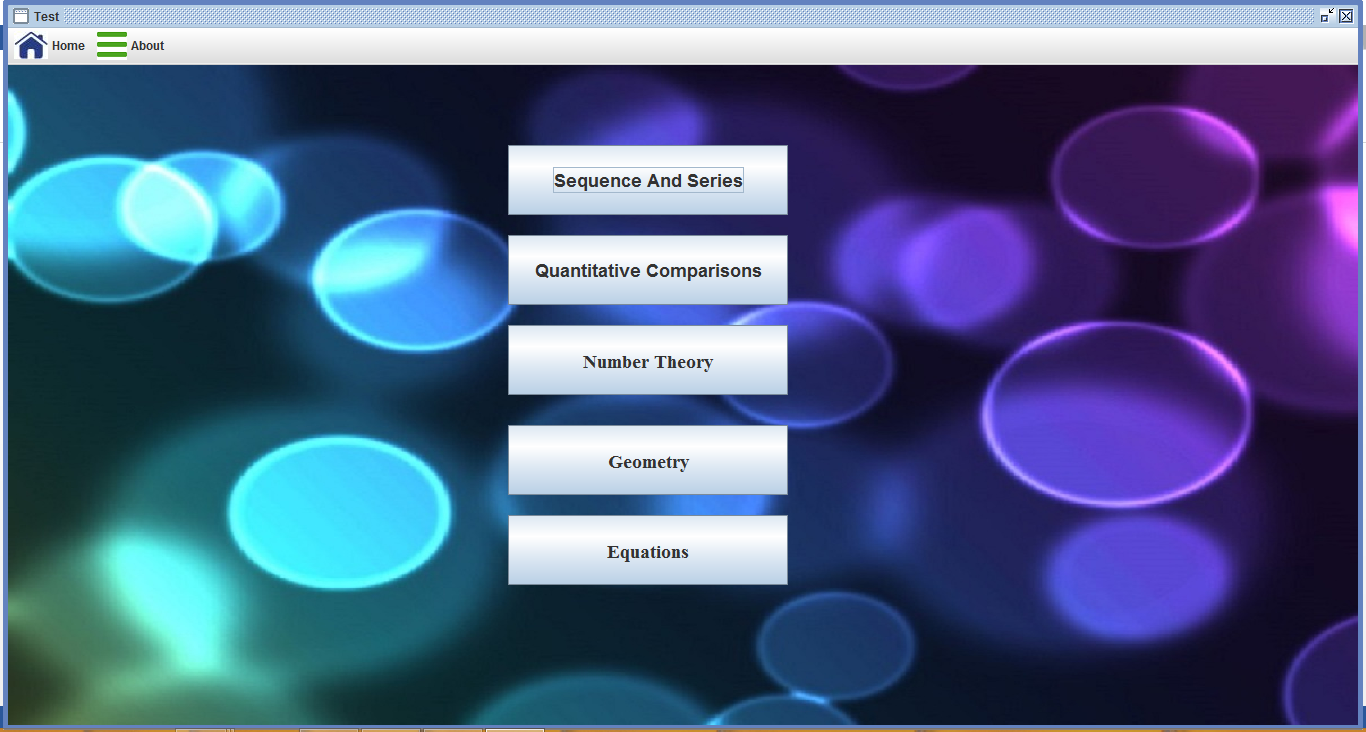 Test
Home About
Sequence And Series
Quantitative Comparisons
Number Theory
Geometry
Equations